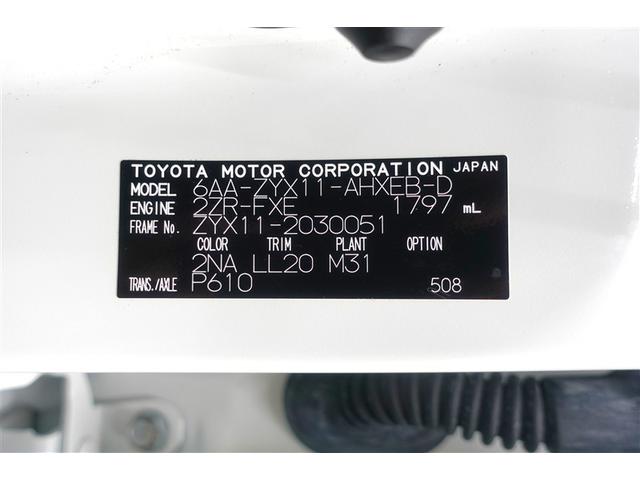 TOYOTA MOTOR CORPORATION JAPAN
MODEL 6AA-ZYX11-AHXEB-D
ENGINE 2ZR-FXE 1797 mL
FRAME No. ZYX11-2030051
COLOR TRIM PLANT OPTION
2NA LL20 M31
TRANS./AXLE P610 508